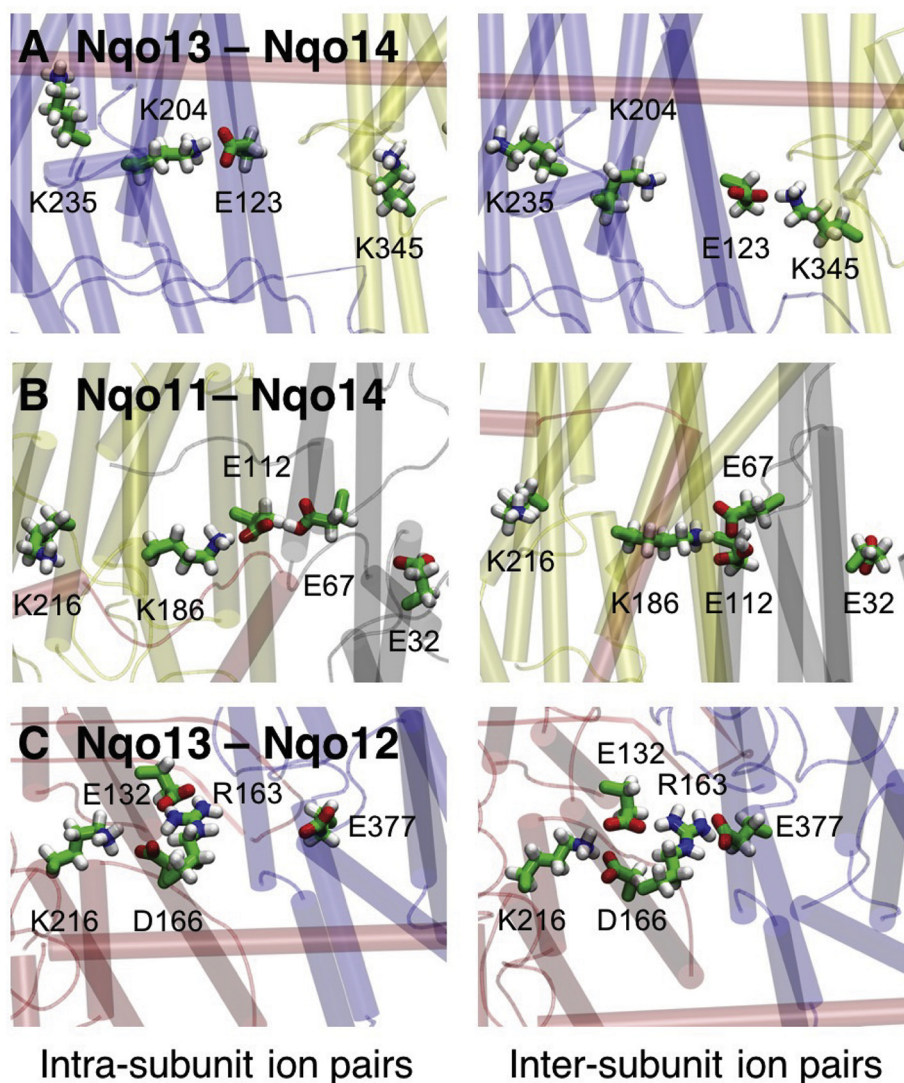 A Nqo13 – Nqo14
K204
K235
E123
K345
K204
K235
E123
K345
B Nqo11– Nqo14
E112
K216
K186
E67
E32
E67
K216
K186
E112
E32
C Nqo13 – Nqo12
E132
R163
E377
K216
D166
E132
R163
E377
K216
D166
Intra-subunit ion pairs
Inter-subunit ion pairs